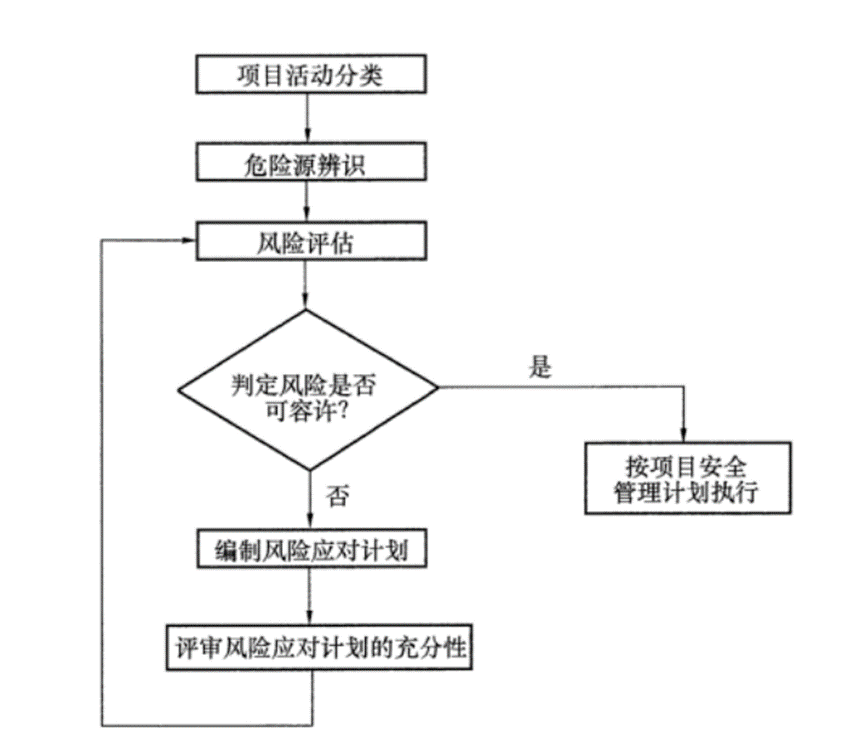 项目活动分类
危险源辨识
风险评估
判定风险是否
可容许?
是
按项目安全
管理计划执行
否
编制风险应对计划
评审风险应对计划的充分性